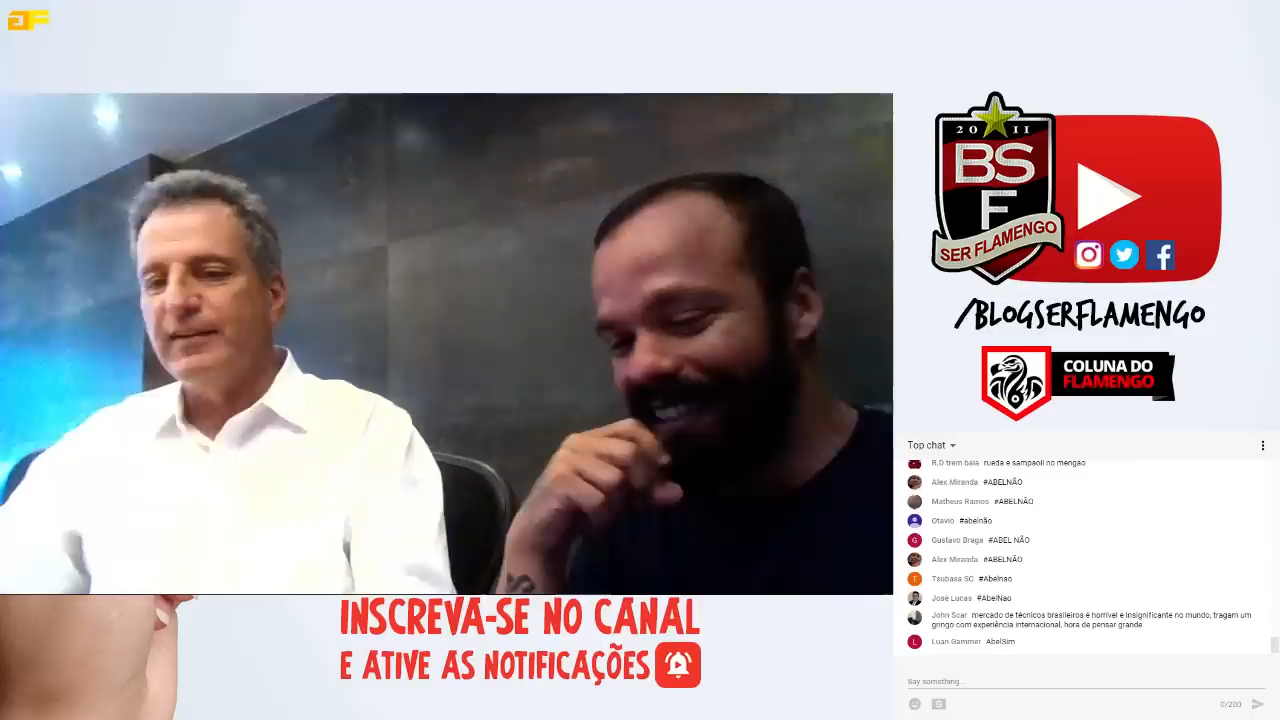 GF
2011
BSF
SER FLAMENGO
/BLOGSERFLAMENGO
COLUNA DO
FLAMENGO
Top chat
R.D trem bala rueda e sampaoli no mengao
Alex Miranda #ABELNÃO
Matheus Ramos #ABELNÃO
Otavio #abelnão
G Gustavo Braga #ABEL NÃO
Alex Miranda #ABELNÃO
T Tsubasa SC #Abelnao
José Lucas #AbelNao
John Scar mercado de técnicos brasileiros é horrível e insignificante no mundo, tragam um
gringo com experiência internacional, hora de pensar grande
L Luan Gammer AbelSim
Say something...
0/200
INSCREVA-SE NO CANAL
E ATIVE AS NOTIFICAÇÕES